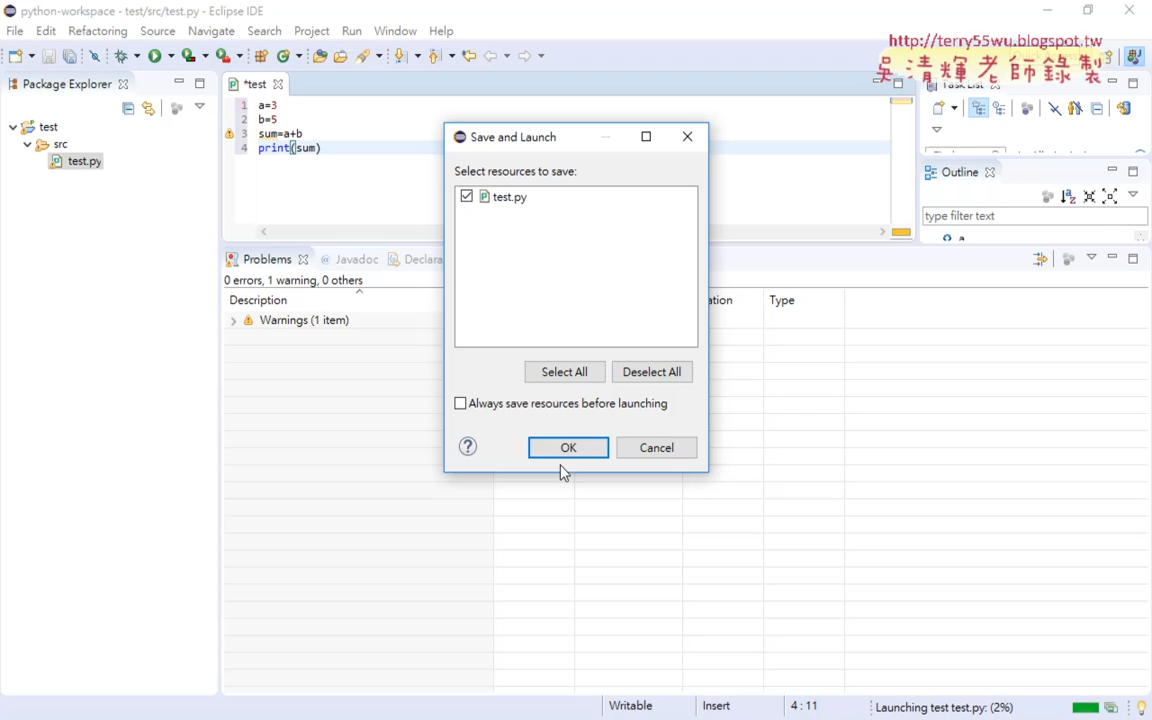 python-workspace - test/src/test.py - Eclipse IDE
File Edit Refactoring Source Refactoring Navigate Search Project Run Window Help
http://terry55wu.blogspot.tw
吳清輝老師錄製
Package Explorer
*test
Task List
test
src
test.py
1 a=3
2 b=5
3 sum=a+b
4 print(sum)
Save and Launch
Select resources to save:
test.py
Select All
Deselect All
Always save resources before launching
OK
Cancel
Outline
type filter text
a
Problems
@ Javadoc
Declara
0 errors, 1 warning, 0 others
Description
ation
Type
Warnings (1 item)
Writable
Insert
4 : 11
Launching test test.py: (2%)